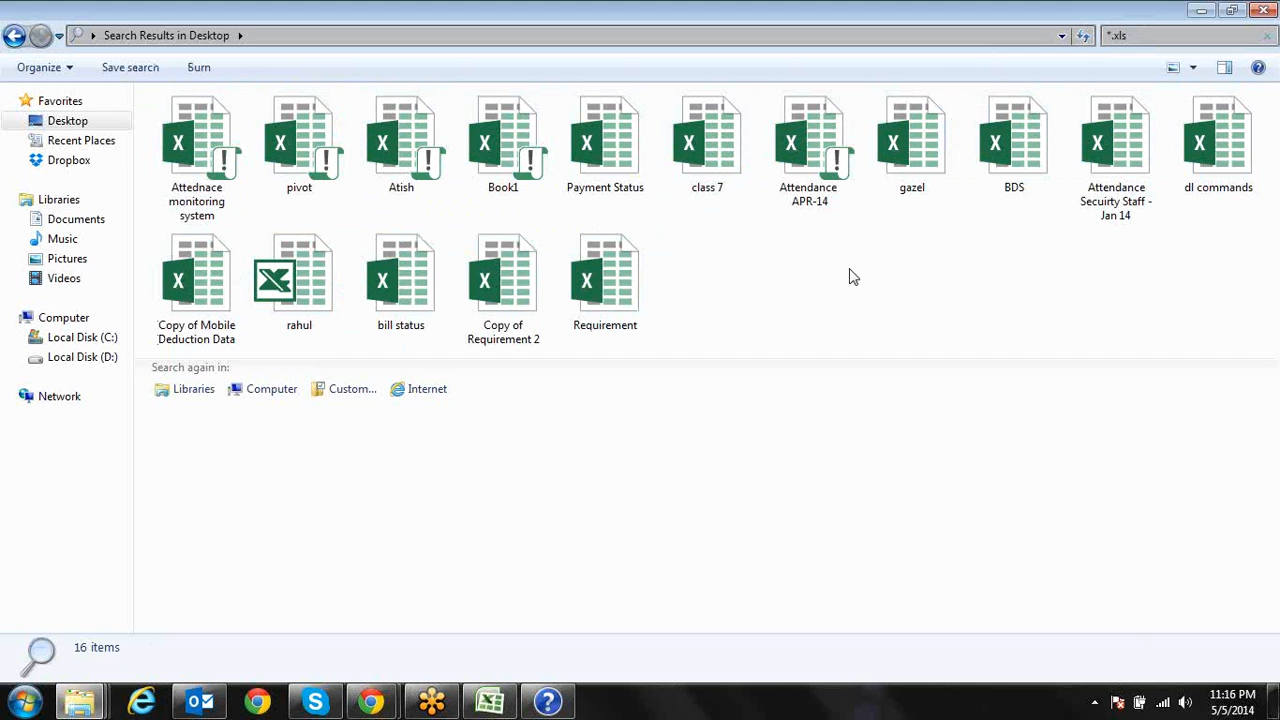 Search Results in Desktop
*.xls
Organize
Save search
Burn
Favorites
Desktop
Recent Places
Dropbox
Libraries
Documents
Music
Pictures
Videos
Computer
Local Disk (C:)
Local Disk (D:)
Network
Attednace
monitoring
system
pivot
Atish
Book1
Payment Status
class 7
Attendance
APR-14
gazel
BDS
Attendance
Secuirty Staff -
Jan 14
dl commands
Copy of Mobile
Deduction Data
rahul
bill status
Copy of
Requirement 2
Requirement
Search again in:
Libraries
Computer
Custom...
Internet
16 items
11:16 PM
5/5/2014